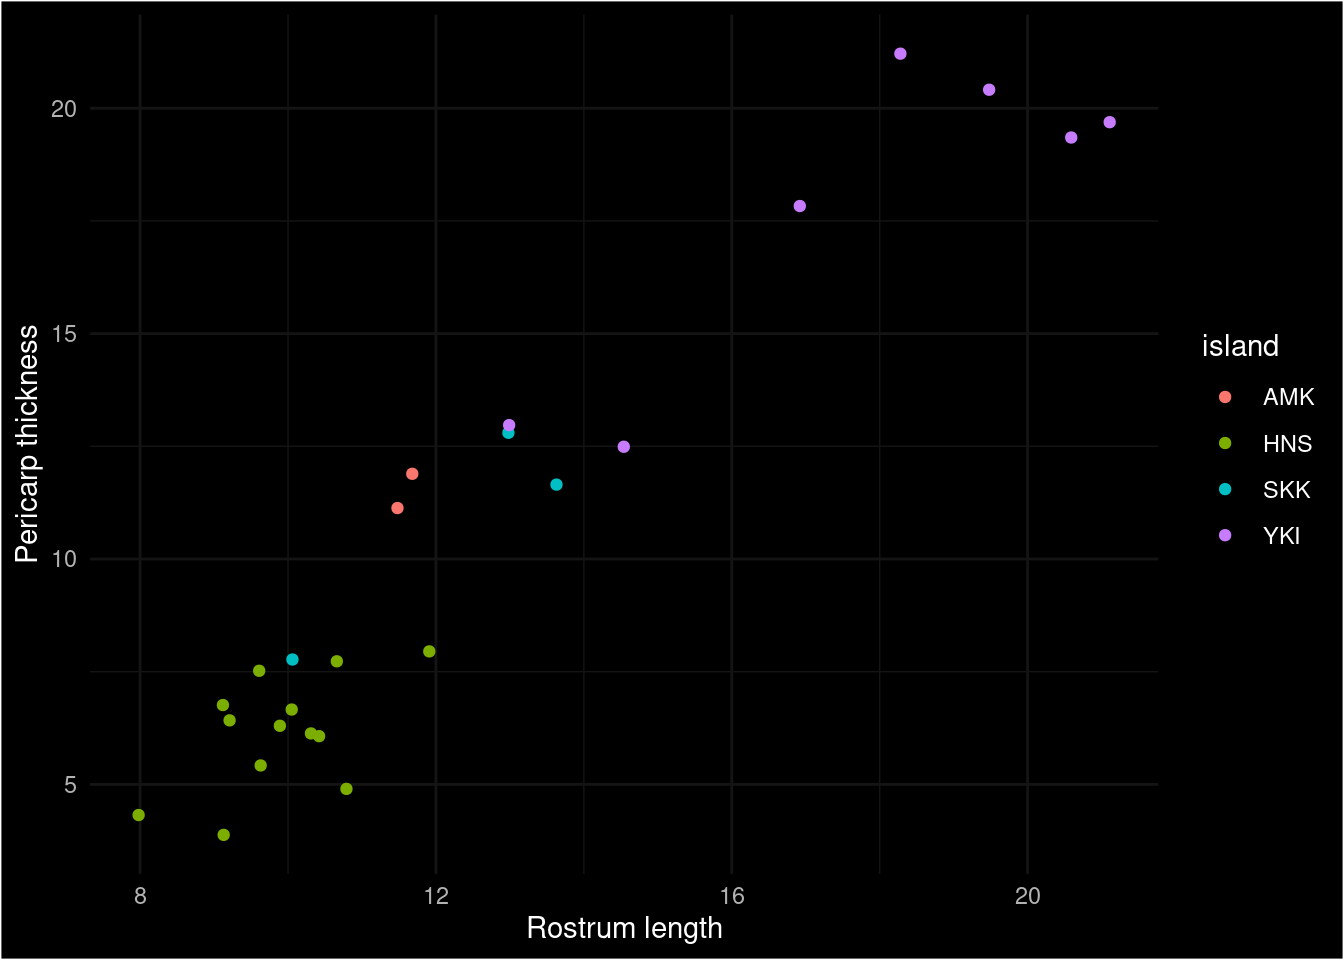 20
15
10
5
Pericarp thickness
8 12 16 20
Rostrum length
island
AMK
HNS
SKK
YKI